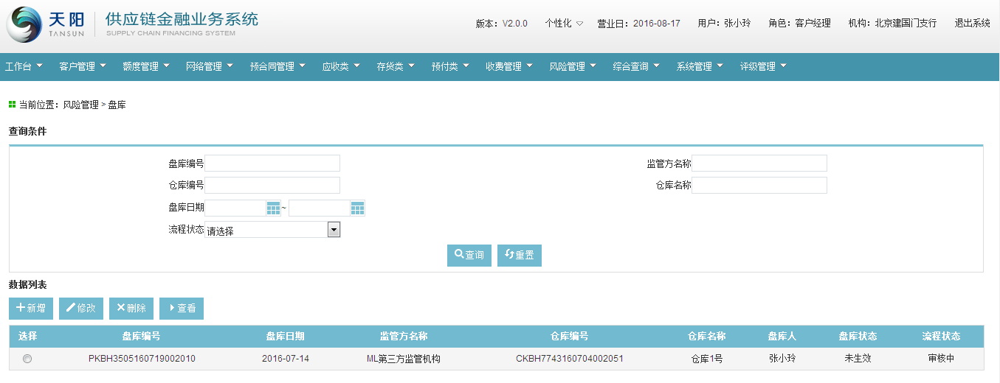 天阳 TANSUN 供应链金融业务系统 SUPPLY CHAIN FINANCING SYSTEM
版本：V2.0.0 个性化 营业日：2016-08-17 用户：张小玲 角色：客户经理 机构：北京建国门支行 退出系统
工作台 客户管理 额度管理 网络管理 预合同管理 应收类 存货类 预付类 收费管理 风险管理 综合查询 系统管理 评级管理
当前位置：风险管理 > 盘库
查询条件
盘库编号 监管方名称
仓库编号 仓库名称
盘库日期 ~
流程状态 请选择
查询 重置
数据列表
新增 修改 删除 查看
选择 盘库编号 盘库日期 监管方名称 仓库编号 仓库名称 盘库人 盘库状态 流程状态
PKBH3505160719002010 2016-07-14 ML第三方监管机构 CKBH7743160704002051 仓库1号 张小玲 未生效 审核中